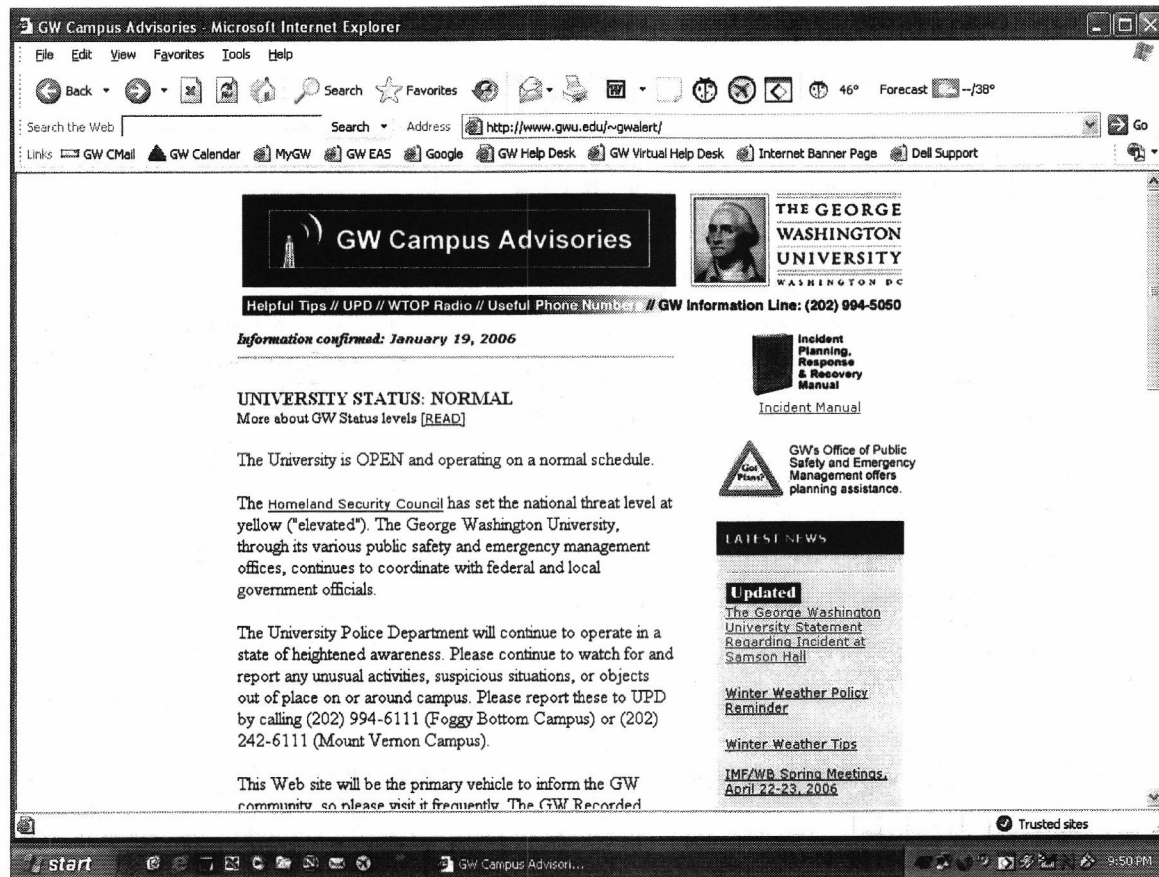 GW Campus Advisories - Microsoft Internet Explorer
File Edit View Favorites Tools Help
Back Search Favorites 46° Forecast --/38°
Search the Web Search Address http://www.gwu.edu/~gwalert/ Go
Links GW CMail GW Calendar MyGW GW EAS Google GW Help Desk GW Virtual Help Desk Internet Banner Page Dell Support
GW Campus Advisories
THE GEORGE
WASHINGTON
UNIVERSITY
WASHINGTON DC
Helpful Tips // UPD // WTOP Radio // Useful Phone Numbers // GW Information Line: (202) 994-5050
Information confirmed: January 19, 2006
UNIVERSITY STATUS: NORMAL
More about GW Status levels [READ]
The University is OPEN and operating on a normal schedule.
The Homeland Security Council has set the national threat level at
yellow ("elevated"). The George Washington University,
through its various public safety and emergency management
offices, continues to coordinate with federal and local
government officials.
The University Police Department will continue to operate in a
state of heightened awareness. Please continue to watch for and
report any unusual activities, suspicious situations, or objects
out of place on or around campus. Please report these to UPD
by calling (202) 994-6111 (Foggy Bottom Campus) or (202)
242-6111 (Mount Vernon Campus).
This Web site will be the primary vehicle to inform the GW
community, so please visit it frequently. The GW Recorded
Incident
Planning,
Response
& Recovery
Manual
Incident Manual
Got
Plans?
GW's Office of Public
Safety and Emergency
Management offers
planning assistance.
LATEST NEWS
Updated
The George Washington
University Statement
Regarding Incident at
Samson Hall
Winter Weather Policy
Reminder
Winter Weather Tips
IMF/WB Spring Meetings,
April 22-23, 2006
Trusted sites
start GW Campus Advisori... 9:50 PM